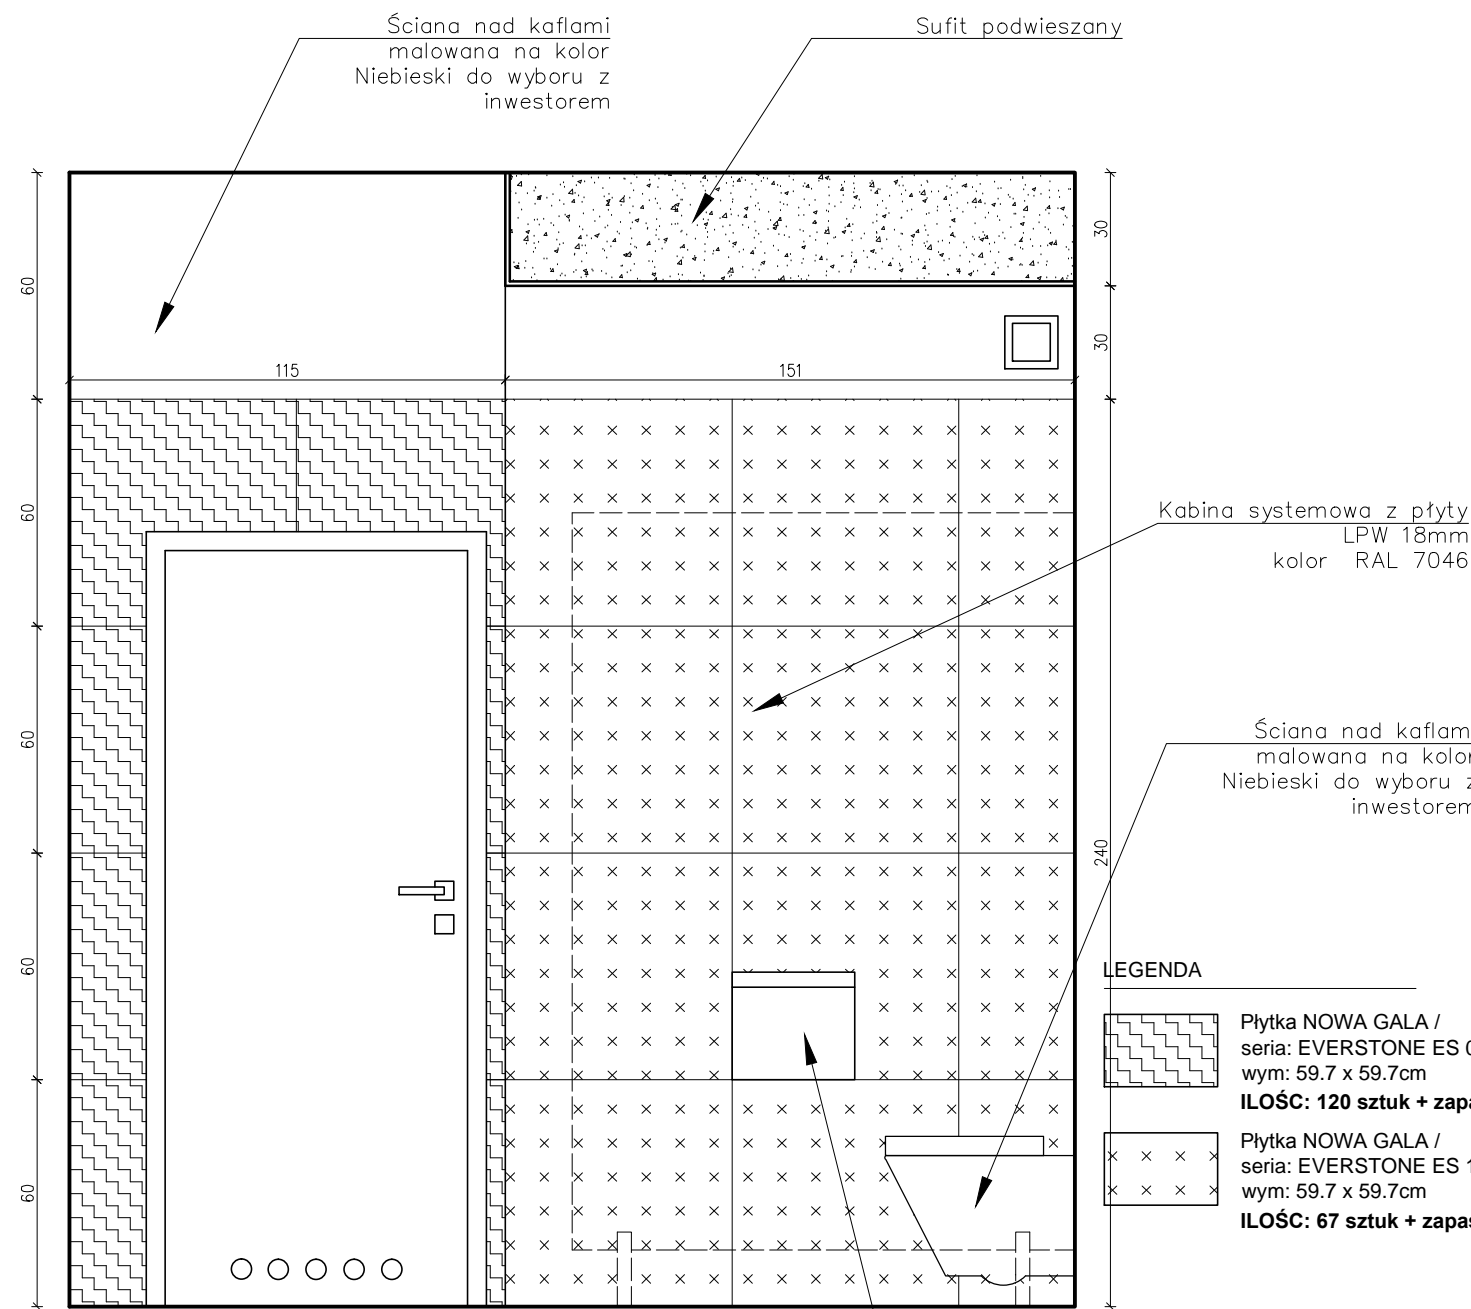 Ściana nad kaflami
malowana na kolor
Niebieski do wyboru z
inwestorem
Sufit podwieszany
60
30
30
115
151
60
Kabina systemowa z płyty
LPW 18mm
kolor RAL 7046
60
Ściana nad kaflam
malowana na kolor
Niebieski do wyboru z
inwestorem
240
60
LEGENDA
Płytka NOWA GALA /
seria: EVERSTONE ES 0
wym: 59.7 x 59.7cm
ILOŚC: 120 sztuk + zapa
Płytka NOWA GALA /
seria: EVERSTONE ES 1
wym: 59.7 x 59.7cm
ILOŚC: 67 sztuk + zapas
60